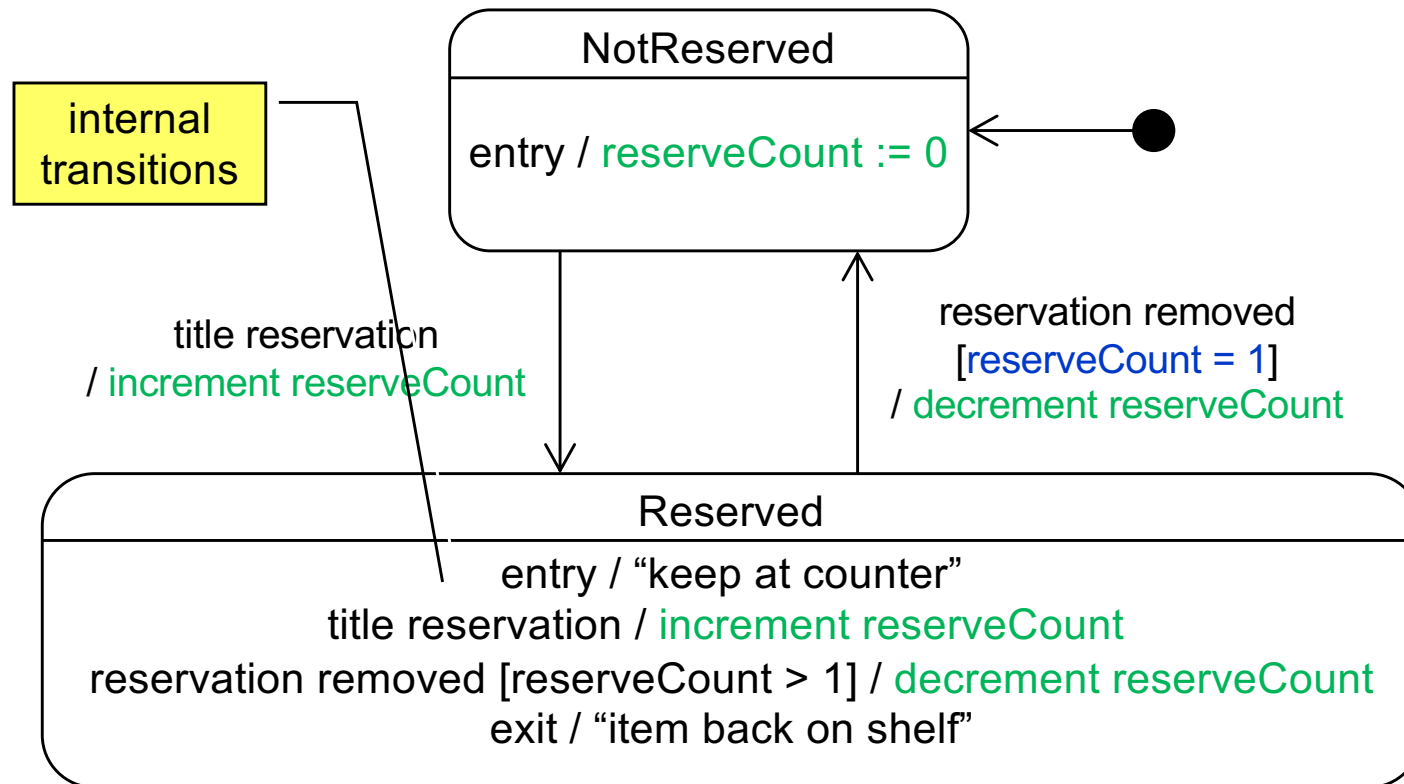 NotReserved
internal
transitions
entry / reserveCount := 0
title reservation
/ increment reserveCount
reservation removed
[reserveCount = 1]
/ decrement reserveCount
Reserved
entry / “keep at counter”
title reservation / increment reserveCount
reservation removed [reserveCount > 1] / decrement reserveCount
exit / “item back on shelf”